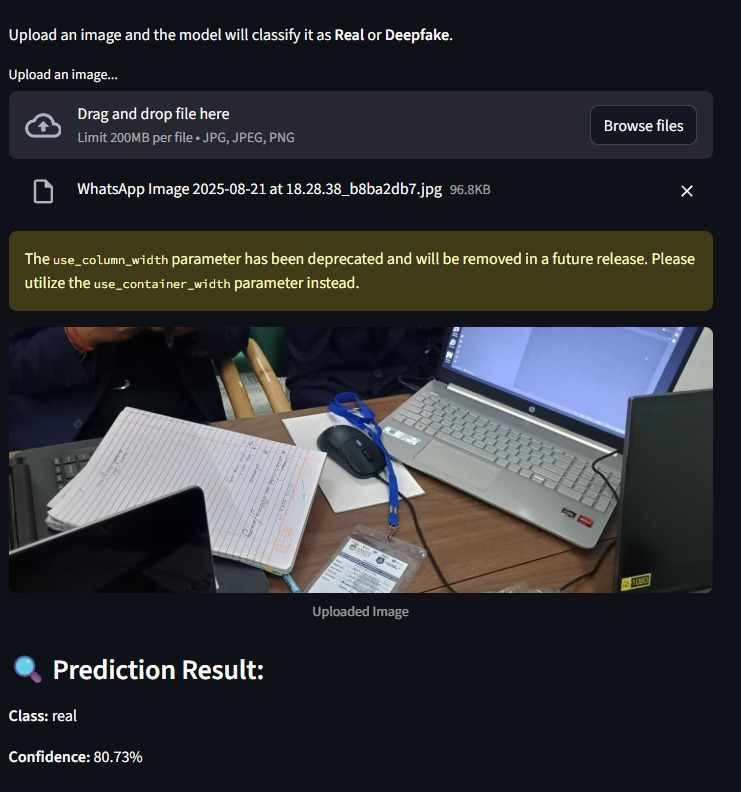 Upload an image and the model will classify it as Real or Deepfake.
Upload an image...
Drag and drop file here
Limit 200MB per file • JPG, JPEG, PNG
Browse files
WhatsApp Image 2025-08-21 at 18.28.38_b8ba2db7.jpg 96.8KB
The use_column_width parameter has been deprecated and will be removed in a future release. Please
utilize the use_container_width parameter instead.
hp
1080
Uploaded Image
Prediction Result:
Class: real
Confidence: 80.73%